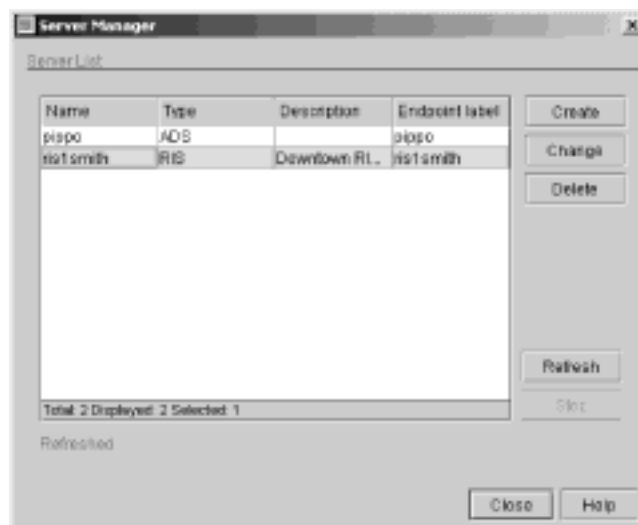 Server Manager
Server List
Name Type Description Endpoint label
pippo ADS pippo
ris1smith RIS Downtown RI... ris1smith
Create
Change
Delete
Refresh
Stop
Total: 2 Displayed: 2 Selected: 1
Refreshed
Close Help